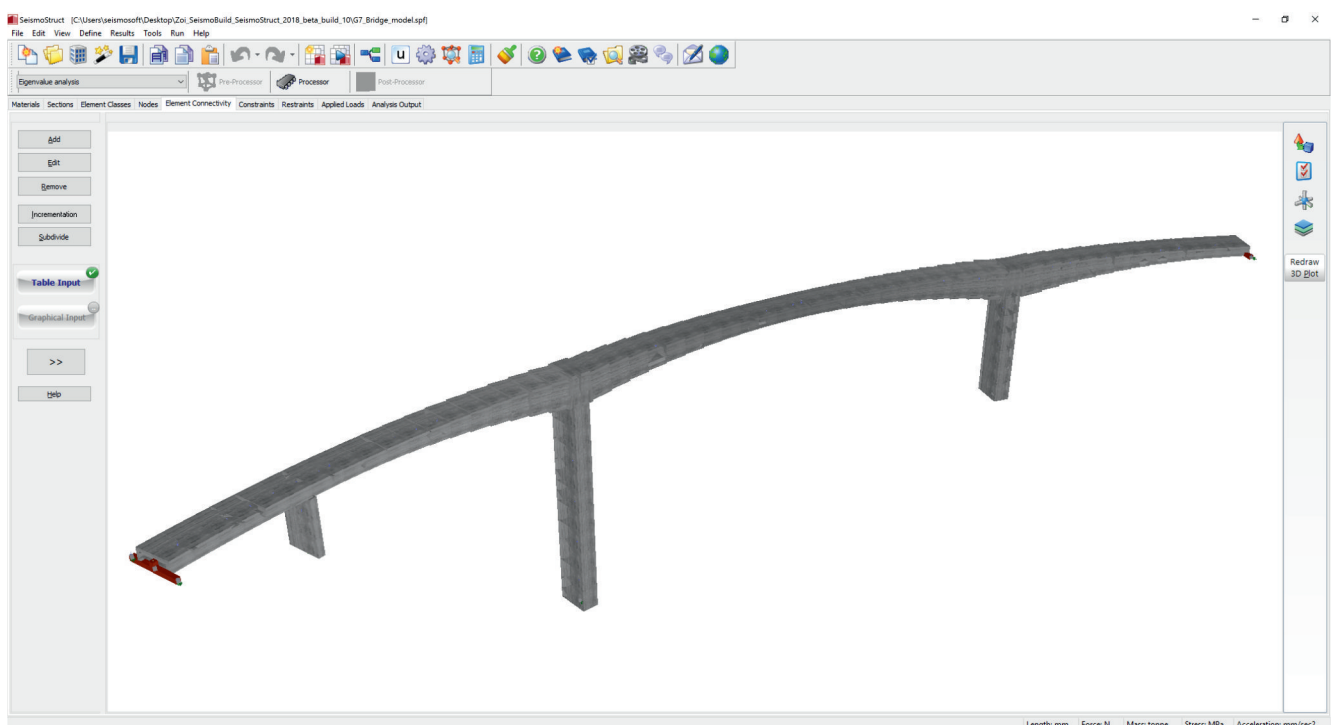 SeismoStruct [C:\Users\seismosoft\Desktop\Zoi_SeismoBuild_SeismoStruct_2018_beta_build_10\G7_Bridge_model.spf]
File Edit View Define Results Tools Run Help
u
Eigenvalue analysis Pre-Processor Processor Post-Processor
Materials Sections Element Classes Nodes Element Connectivity Constraints Restraints Applied Loads Analysis Output
Add
Edit
Remove
Incrementation
Subdivide
Table Input
Graphical Input
>>
Help
Redraw
3D Plot
Length: mm Force: N Mass: tonne Stress: MPa Acceleration: mm/sec2